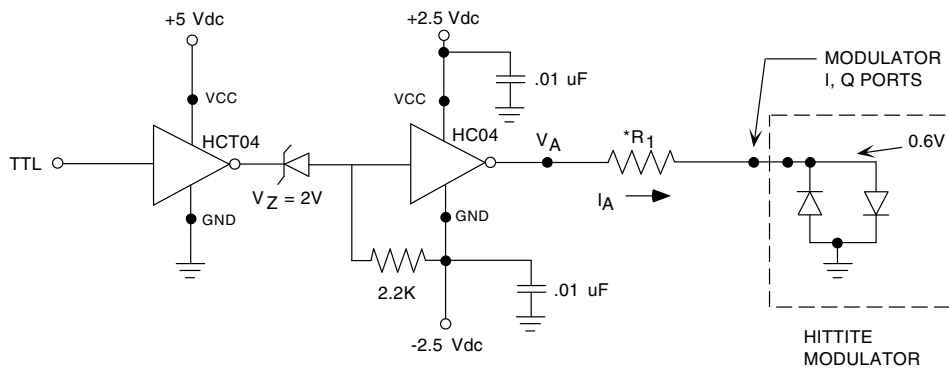 +5 Vdc
+2.5 Vdc
.01 uF
MODULATOR
I, Q PORTS
VCC
VCC
HCT04
HC04
VA
*R1
0.6V
TTL
VZ = 2V
IA
GND
GND
2.2K
.01 uF
-2.5 Vdc
HITTITE
MODULATOR